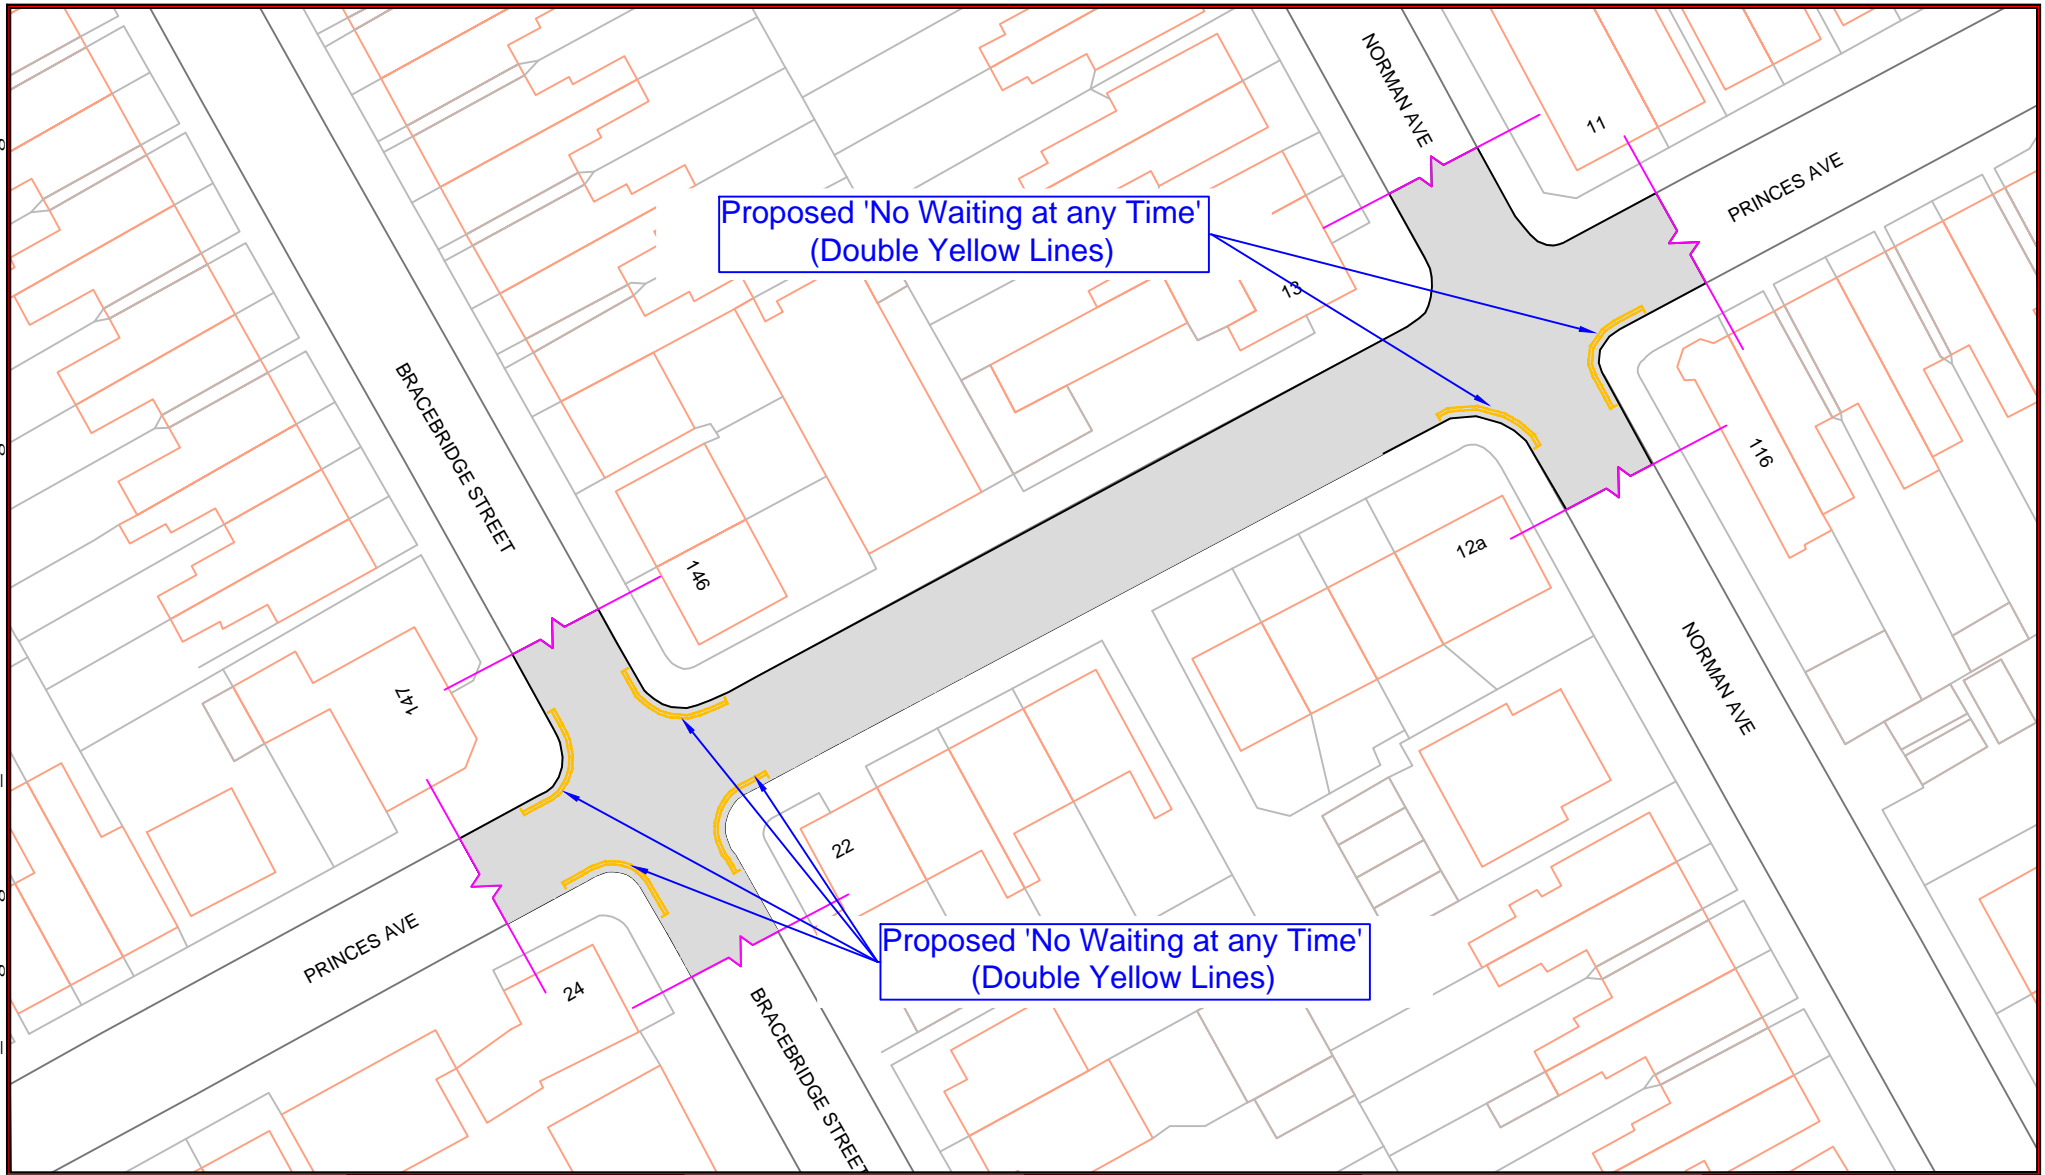 NORMAN AVE
11
PRINCES AVE
Proposed 'No Waiting at any Time'
(Double Yellow Lines)
13
BRACEBRIDGE STREET
116
12a
146
NORMAN AVE
147
22
PRINCES AVE
Proposed 'No Waiting at any Time'
(Double Yellow Lines)
24
BRACEBRIDGE STREET